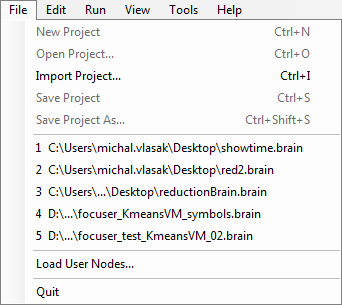 File Edit Run View Tools Help
New Project Ctrl+N
Open Project... Ctrl+O
Import Project... Ctrl+I
Save Project Ctrl+S
Save Project As... Ctrl+Shift+S
1 C:\Users\michal.vlasak\Desktop\showtime.brain
2 C:\Users\michal.vlasak\Desktop\red2.brain
3 C:\Users\...\Desktop\reductionBrain.brain
4 D:\...\focuser_KmeansVM_symbols.brain
5 D:\...\focuser_test_KmeansVM_02.brain
Load User Nodes...
Quit